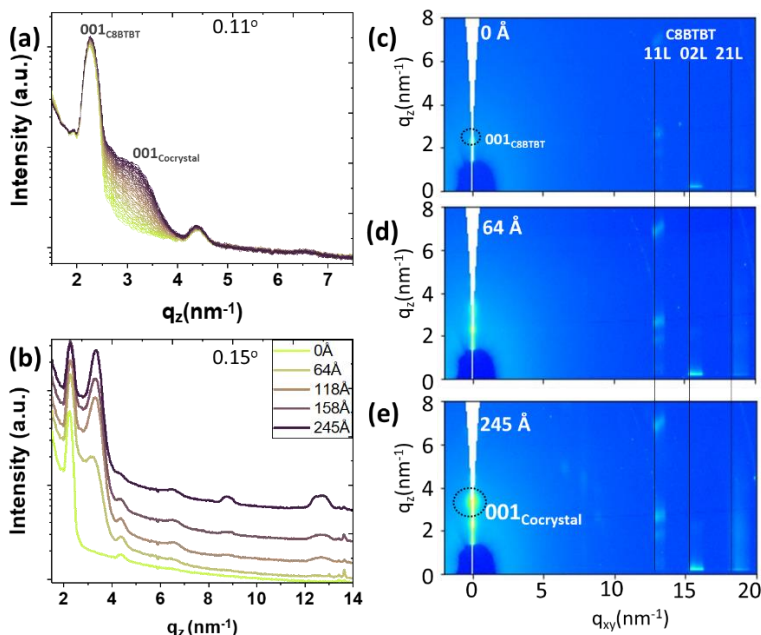 (a)
001C8BTBT
0.11°
001Cocrystal
Intensity (a.u.)
2 3 4 5 6 7
qz(nm-1)
(b)
0.15°
0Å
64Å
118Å
158Å
245Å
Intensity (a.u.)
2 4 6 8 10 12 14
qz(nm-1)
(c)
0 Å
C8BTBT
11L 02L 21L
001C8BTBT
8
6
4
2
0
qz(nm-1)
(d)
64 Å
8
6
4
2
0
qz(nm-1)
(e)
245 Å
001Cocrystal
8
6
4
2
0
qz(nm-1)
0 5 10 15 20
qxy(nm-1)